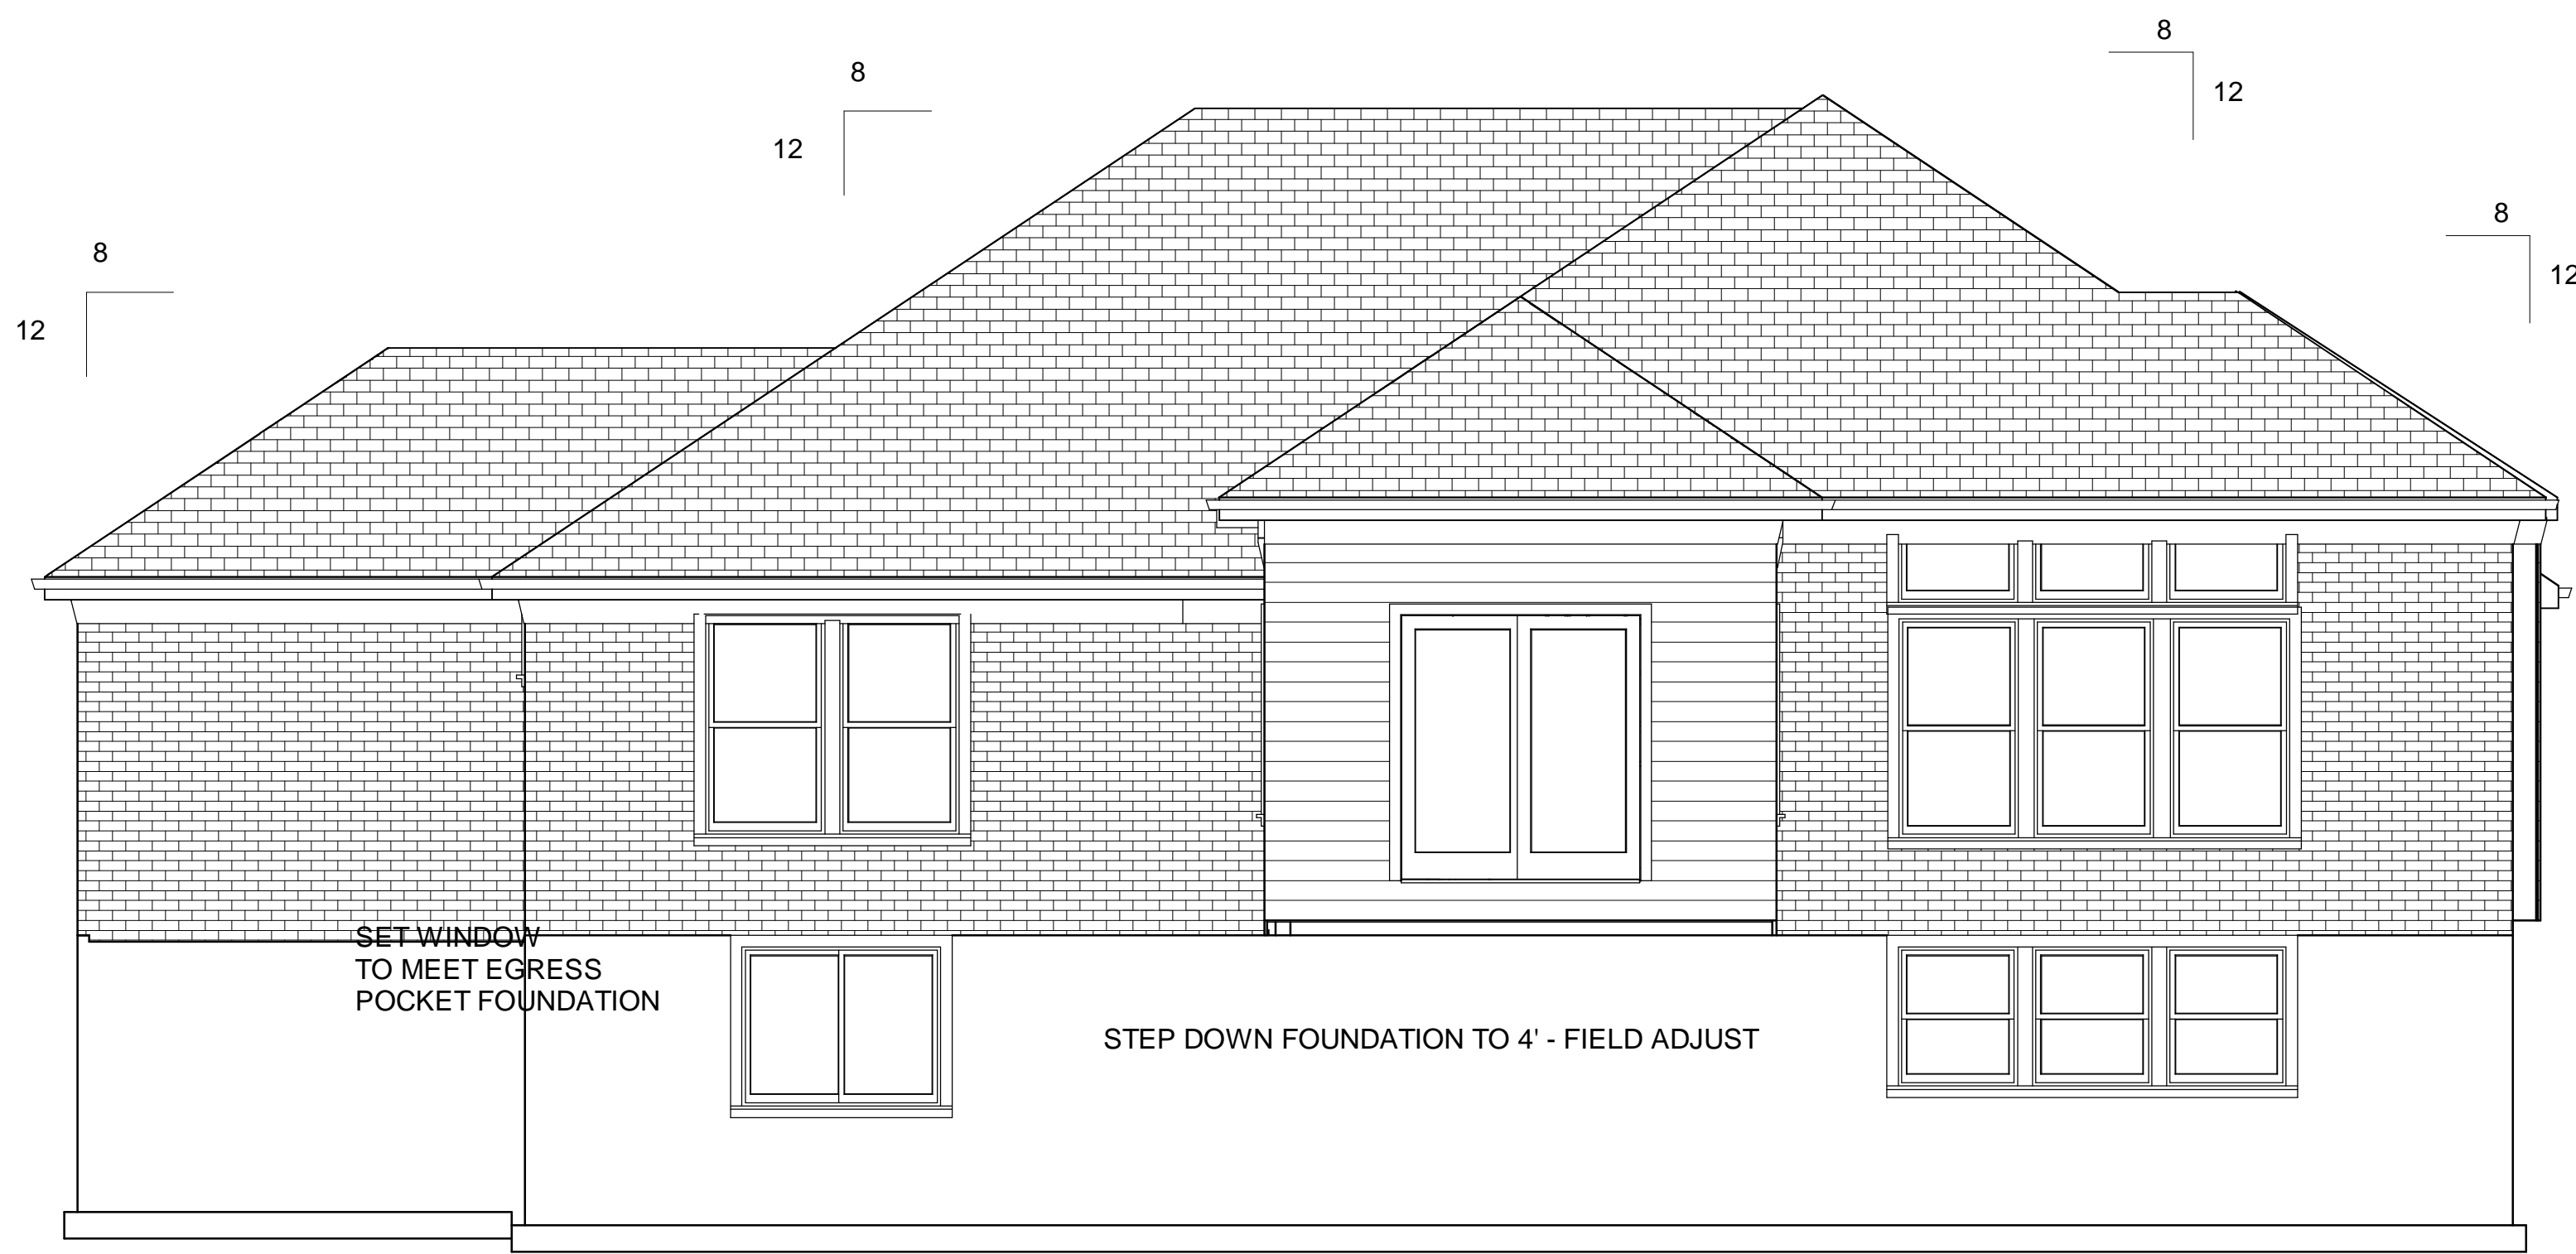 8
12
8
12
8
12
8
12
SET WINDOW
TO MEET EGRESS
POCKET FOUNDATION
STEP DOWN FOUNDATION TO 4' - FIELD ADJUST